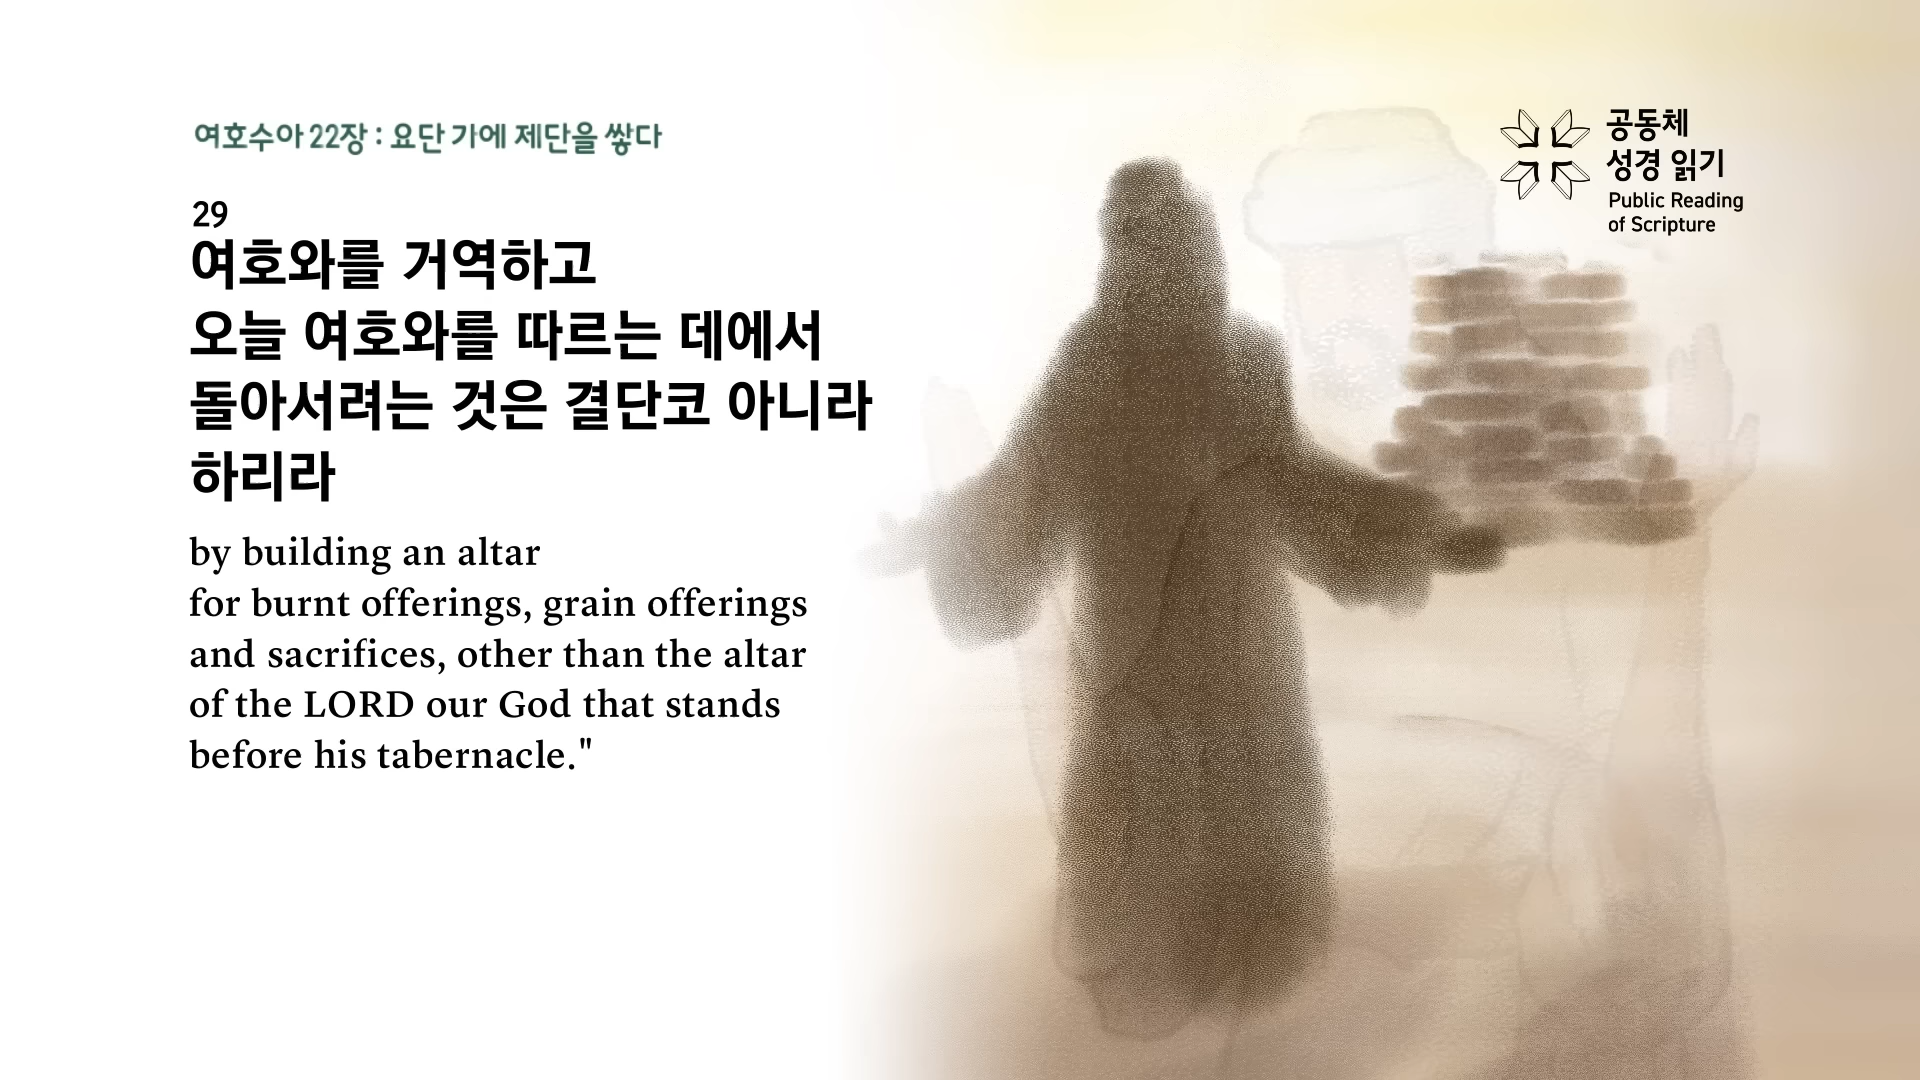 여호수아 22장 : 요단 가에 제단을 쌓다
29
여호와를 거역하고
오늘 여호와를 따르는 데에서
돌아서려는 것은 결단코 아니라
하리라
by building an altar
for burnt offerings, grain offerings
and sacrifices, other than the altar
of the LORD our God that stands
before his tabernacle."
공동체
성경 읽기
Public Reading
of Scripture